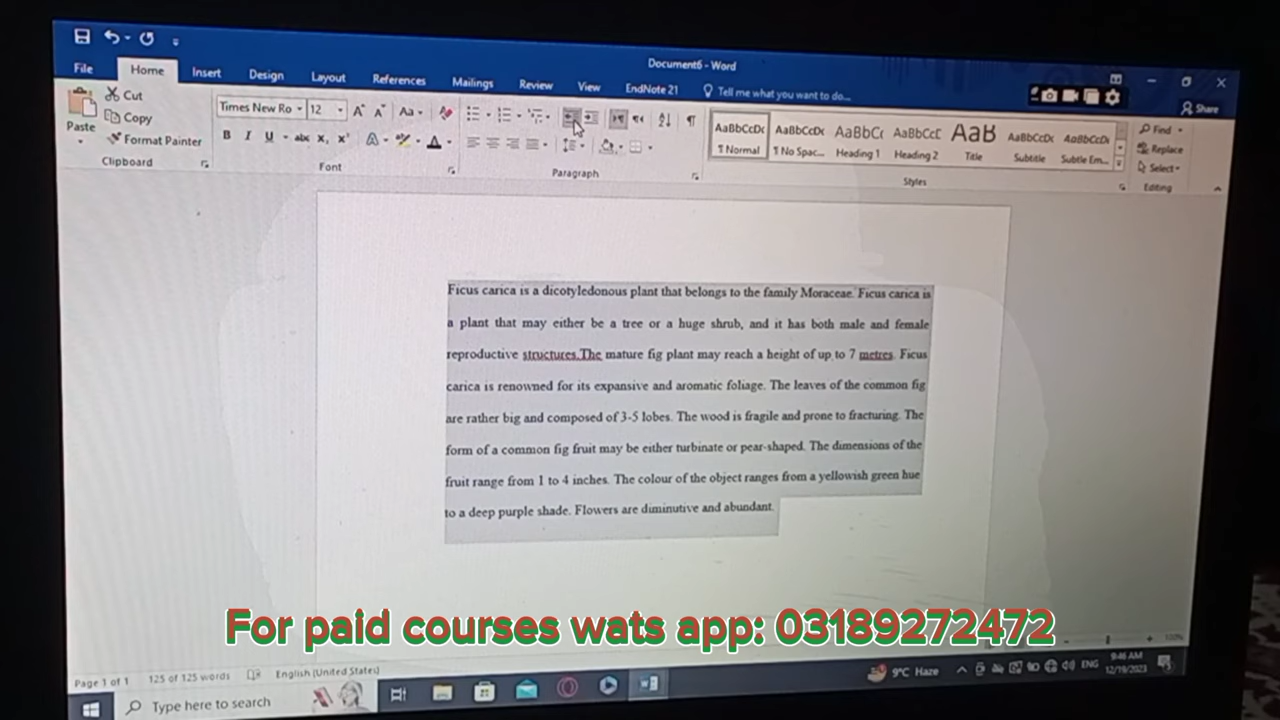 Document6 - Word
File Home Insert Design Layout References Mailings Review View EndNote 21 Tell me what you want to do... Share
Paste
Cut
Copy
Format Painter
Clipboard
Times New Ro 12
Font
Paragraph
AaBbCcDc AaBbCcDc AaBbC( AaBbCcD AaB AaBbCcD AaBbCcDc
¶ Normal ¶ No Spac... Heading 1 Heading 2 Title Subtitle Subtle Em...
Styles
Find
Replace
Select
Editing
Ficus carica is a dicotyledonous plant that belongs to the family Moraceae. Ficus carica is
a plant that may either be a tree or a huge shrub, and it has both male and female
reproductive structures.The mature fig plant may reach a height of up to 7 metres. Ficus
carica is renowned for its expansive and aromatic foliage. The leaves of the common fig
are rather big and composed of 3-5 lobes. The wood is fragile and prone to fracturing. The
form of a common fig fruit may be either turbinate or pear-shaped. The dimensions of the
fruit range from 1 to 4 inches. The colour of the object ranges from a yellowish green hue
to a deep purple shade. Flowers are diminutive and abundant.
For paid courses wats app: 03189272472
Page 1 of 1 125 of 125 words English (United States) 100%
Type here to search
9°C Haze ENG
9:46 AM
12/19/2023